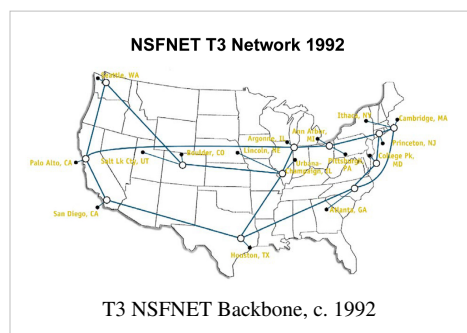 NSFNET T3 Network 1992
Seattle, WA
Ithaca, NY
Cambridge, MA
Ann Arbor,
MI
Argonne, IL
Princeton, NJ
Boulder, CO
Lincoln, NE
Palo Alto, CA
Salt Lk Cty, UT
Urbana-
Champaign, IL
Pittsburgh,
PA
College Pk,
MD
San Diego, CA
Atlanta, GA
Houston, TX
T3 NSFNET Backbone, c. 1992